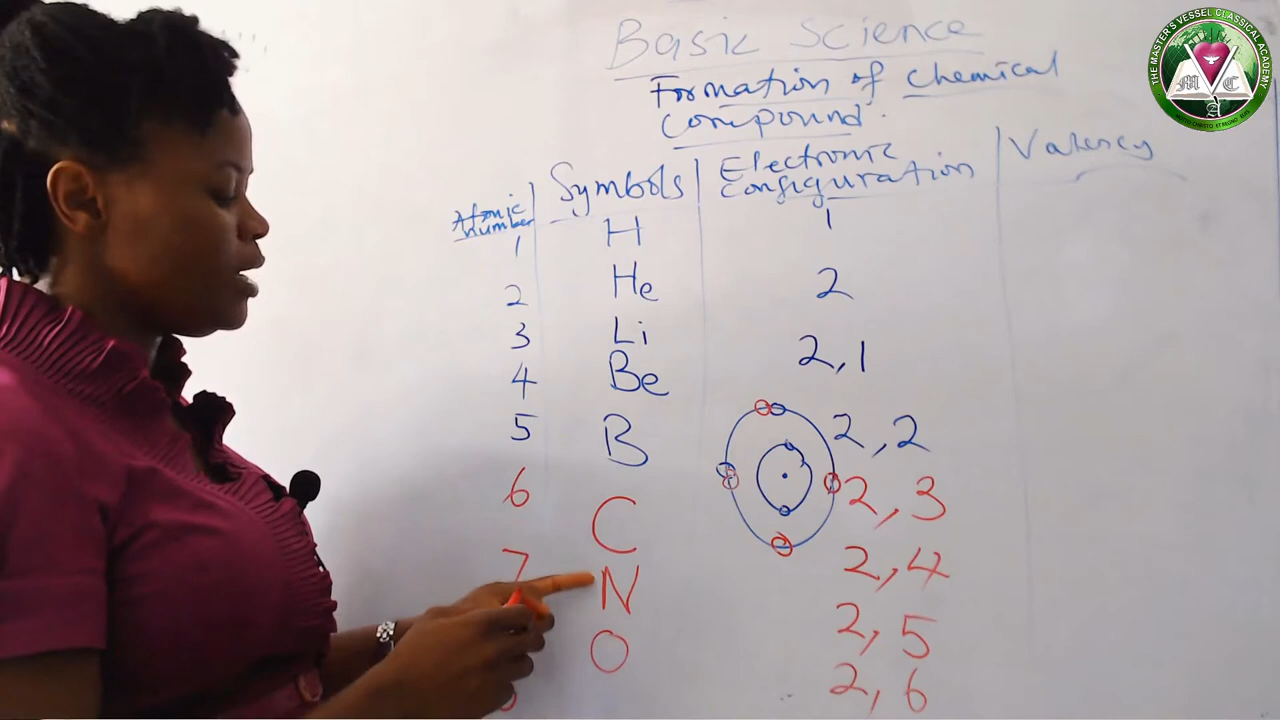 Basic Science
Formation of chemical
compound.
Atomic number | Symbols | Electronic configuration | Valency
1 H 1
2 He 2
3 Li 2,1
4 Be 2,2
5 B 2,3
6 C 2,4
7 N 2,5
O 2,6
THE MASTER'S VESSEL CLASSICAL ACADEMY
M V C A